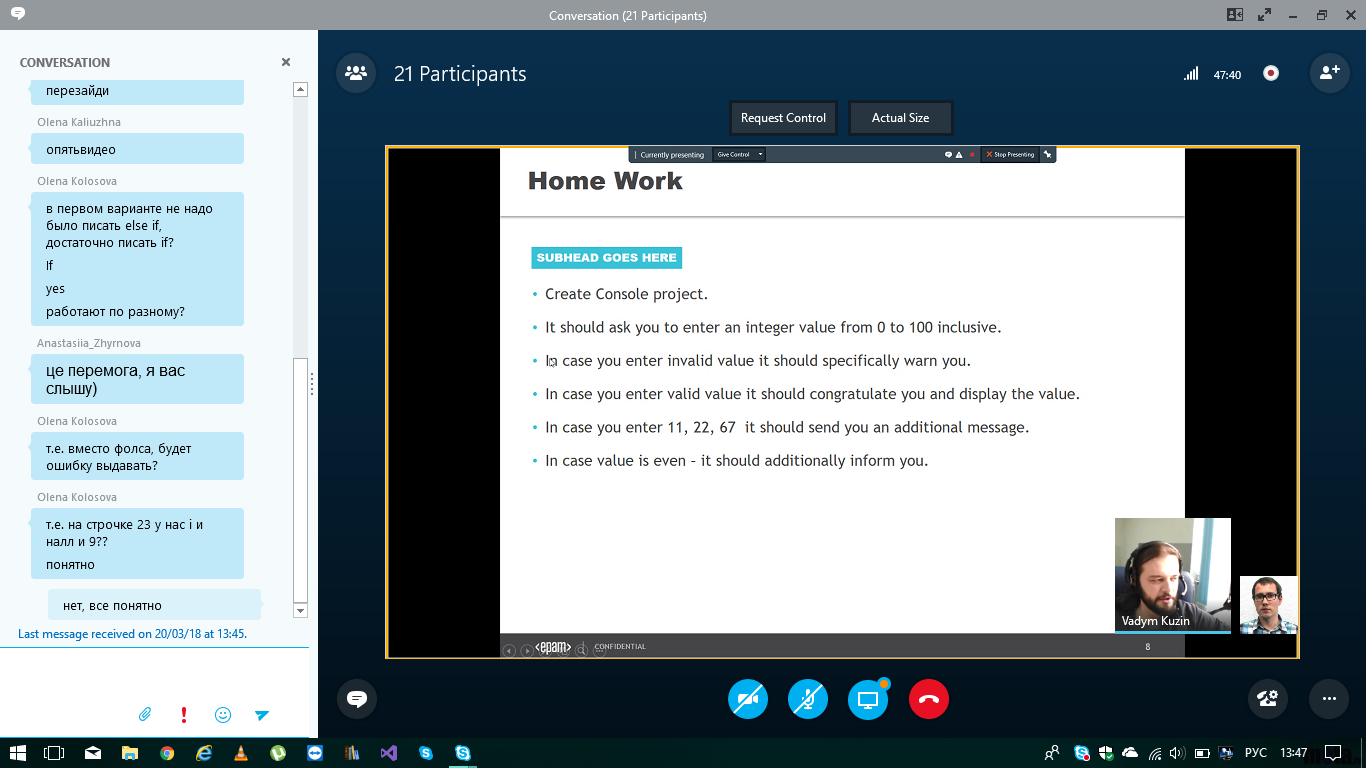 Conversation (21 Participants)
CONVERSATION
перезайди
Olena Kaliuzhna
опятьвидео
Olena Kolosova
в первом варианте не надо
было писать else if,
достаточно писать if?
If
yes
работают по разному?
Anastasiia_Zhyrnova
це перемога, я вас
слышу)
Olena Kolosova
т.е. вместо фолса, будет
ошибку выдавать?
Olena Kolosova
т.е. на строчке 23 у нас i и
налл и 9??
понятно
нет, все понятно
Last message received on 20/03/18 at 13:45.
21 Participants
47:40
Request Control
Actual Size
Currently presenting
Give Control
Stop Presenting
Home Work
SUBHEAD GOES HERE
• Create Console project.
• It should ask you to enter an integer value from 0 to 100 inclusive.
• In case you enter invalid value it should specifically warn you.
• In case you enter valid value it should congratulate you and display the value.
• In case you enter 11, 22, 67 it should send you an additional message.
• In case value is even – it should additionally inform you.
Vadym Kuzin
<epam>
CONFIDENTIAL
8
РУС
13:47